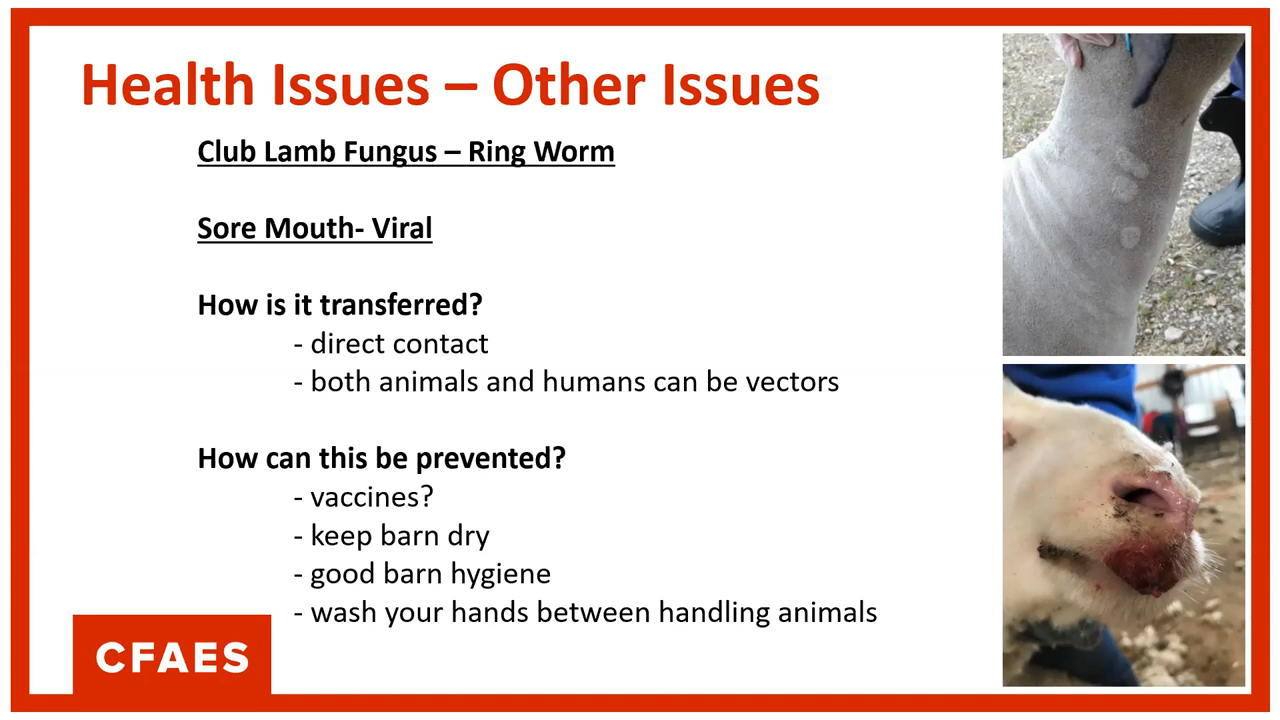 Health Issues – Other Issues
Club Lamb Fungus – Ring Worm
Sore Mouth- Viral
How is it transferred?
- direct contact
- both animals and humans can be vectors
How can this be prevented?
- vaccines?
- keep barn dry
- good barn hygiene
- wash your hands between handling animals
CFAES